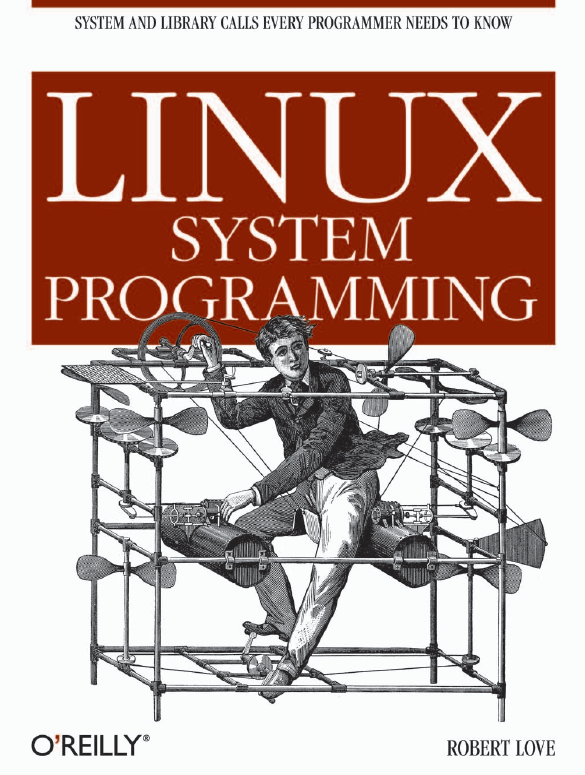 SYSTEM AND LIBRARY CALLS EVERY PROGRAMMER NEEDS TO KNOW
LINUX
SYSTEM
PROGRAMMING
O'REILLY®
ROBERT LOVE